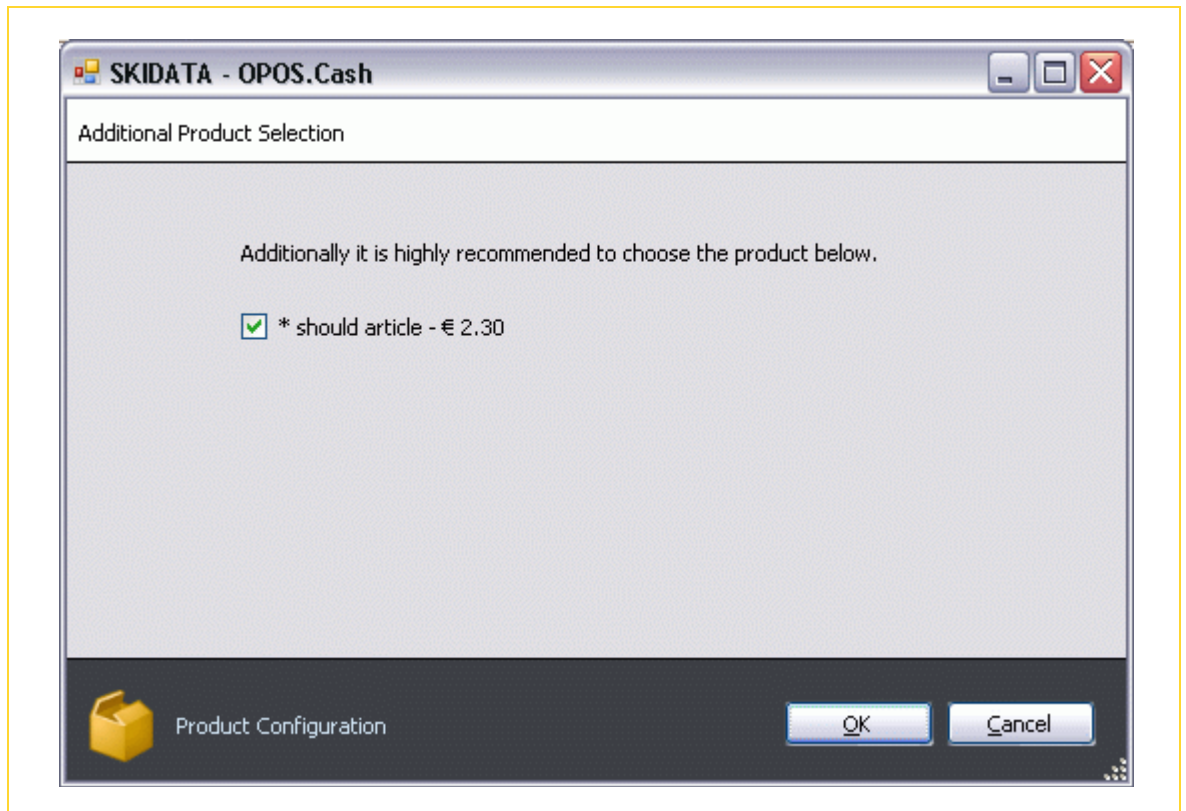 SKIDATA - OPOS.Cash
Additional Product Selection
Additionally it is highly recommended to choose the product below.
* should article - € 2.30
Product Configuration
OK
Cancel